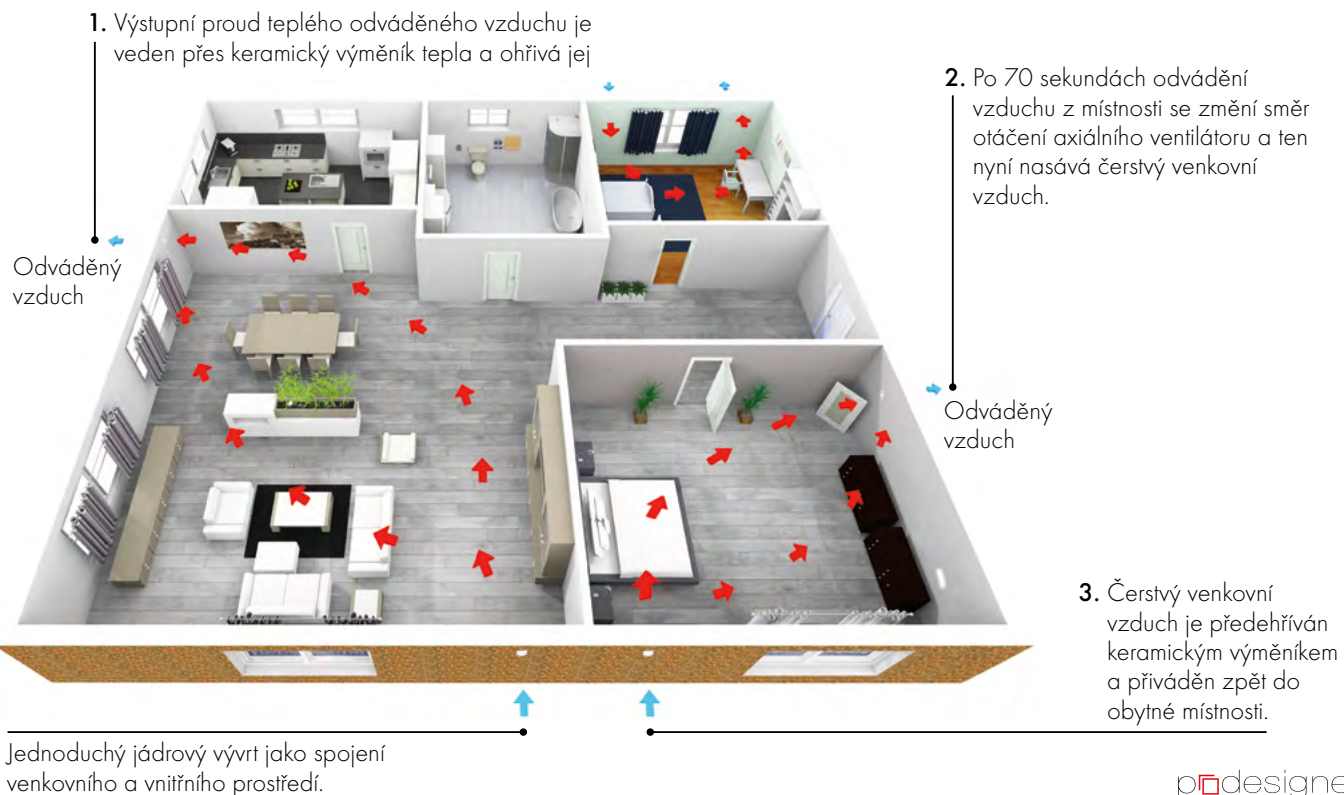 1. Výstupní proud teplého odváděného vzduchu je
veden přes keramický výměník tepla a ohřivá jej
2. Po 70 sekundách odvádění
vzduchu z místnosti se změní směr
otáčení axiálního ventilátoru a ten
nyní nasává čerstvý venkovní
vzduch.
Odváděný
vzduch
Odváděný
vzduch
3. Čerstvý venkovní
vzduch je předehříván
keramickým výměníkem
a přiváděn zpět do
obytné místnosti.
Jednoduchý jádrový vývrt jako spojení
venkovního a vnitřního prostředí.
prodesigne